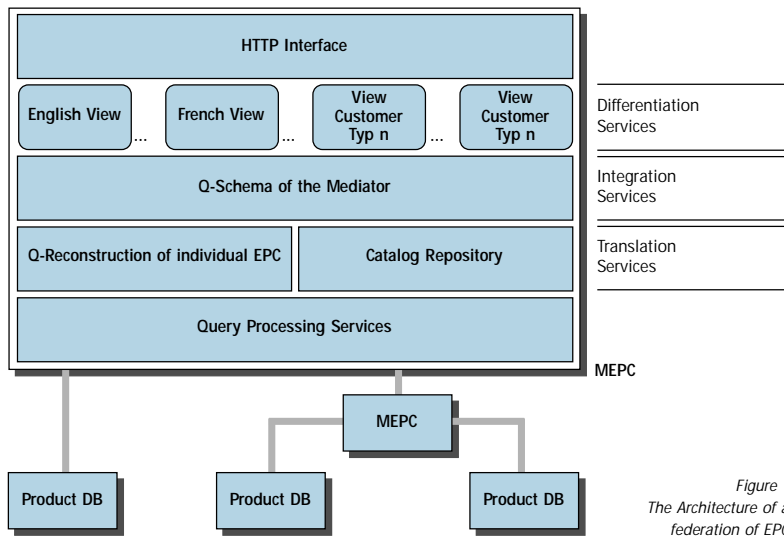 HTTP Interface
English View
...
French View
...
View
Customer
Typ n
...
View
Customer
Typ n
Differentiation
Services
Q-Schema of the Mediator
Integration
Services
Q-Reconstruction of individual EPC
Catalog Repository
Translation
Services
Query Processing Services
MEPC
MEPC
Product DB
Product DB
Product DB
Figure
The Architecture of a
federation of EPC